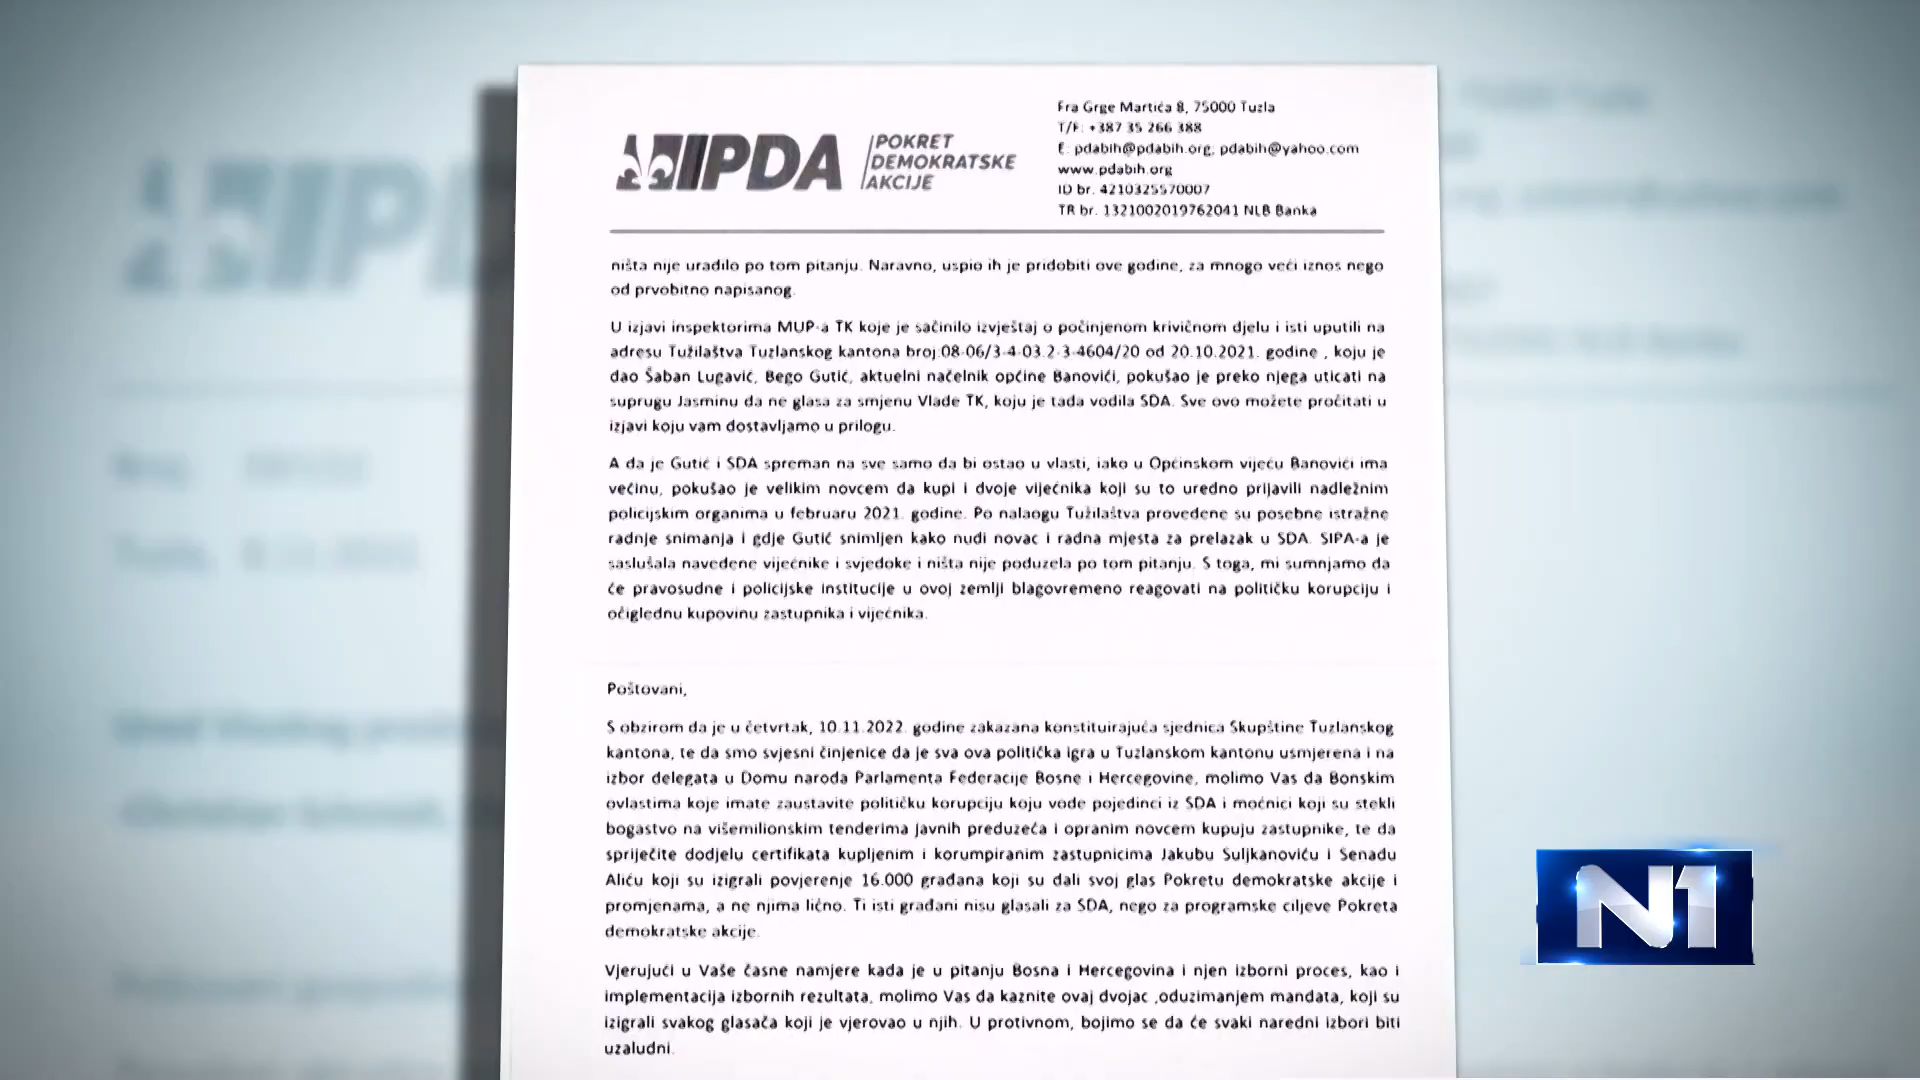 PDA
POKRET
DEMOKRATSKE
AKCIJE
Fra Grge Martića 8, 75000 Tuzla
T/F: +387 35 266 388
E: pdabih@pdabih.org; pdabih@yahoo.com
www.pdabih.org
ID br. 4210325570007
TR br. 1321002019762041 NLB Banka
ništa nije uradilo po tom pitanju. Naravno, uspio ih je pridobiti ove godine, za mnogo veći iznos nego
od prvobitno napisanog.
U izjavi inspektorima MUP-a TK koje je sačinilo izvještaj o počinjenom krivičnom djelu i isti uputili na
adresu Tužilaštva Tuzlanskog kantona broj:08-06/3-4-03.2-3-4604/20 od 20.10.2021. godine , koju je
dao Šaban Lugavić, Bego Gutić, aktuelni načelnik općine Banovići, pokušao je preko njega uticati na
suprugu Jasminu da ne glasa za smjenu Vlade TK, koju je tada vodila SDA. Sve ovo možete pročitati u
izjavi koju vam dostavljamo u prilogu.
A da je Gutić i SDA spreman na sve samo da bi ostao u vlasti, iako u Općinskom vijeću Banovići ima
većinu, pokušao je velikim novcem da kupi i dvoje vijećnika koji su to uredno prijavili nadležnim
policijskim organima u februaru 2021. godine. Po nalaogu Tužilaštva provedene su posebne istražne
radnje snimanja i gdje Gutić snimljen kako nudi novac i radna mjesta za prelazak u SDA. SIPA-a je
saslušala navedene vijećnike i svjedoke i ništa nije poduzela po tom pitanju. S toga, mi sumnjamo da
će pravosudne i policijske institucije u ovoj zemlji blagovremeno reagovati na političku korupciju i
očiglednu kupovinu zastupnika i vijećnika.
Poštovani,
S obzirom da je u četvrtak, 10.11.2022. godine zakazana konstituirajuća sjednica Skupštine Tuzlanskog
kantona, te da smo svjesni činjenice da je sva ova politička igra u Tuzlanskom kantonu usmjerena i na
izbor delegata u Domu naroda Parlamenta Federacije Bosne i Hercegovine, molimo Vas da Bonskim
ovlastima koje imate zaustavite političku korupciju koju vode pojedinci iz SDA i moćnici koji su stekli
bogastvo na višemilionskim tenderima Javnih preduzeća i opranim novcem kupuju zastupnike, te da
spriječite dodjelu certifikata kupljenim i korumpiranim zastupnicima Jakubu Suljkanoviću i Senadu
Aliću koji su izigrali povjerenje 16.000 građana koji su dali svoj glas Pokretu demokratske akcije i
promjenama, a ne njima lično. Ti isti građani nisu glasali za SDA, nego za programske ciljeve Pokreta
demokratske akcije.
Vjerujući u Vaše časne namjere kada je u pitanju Bosna i Hercegovina i njen izborni proces, kao i
implementacija izbornih rezultata, molimo Vas da kaznite ovaj dvojac ,oduzimanjem mandata, koji su
izigrali svakog glasača koji je vjerovao u njih. U protivnom, bojimo se da će svaki naredni izbori biti
uzaludni.
N1